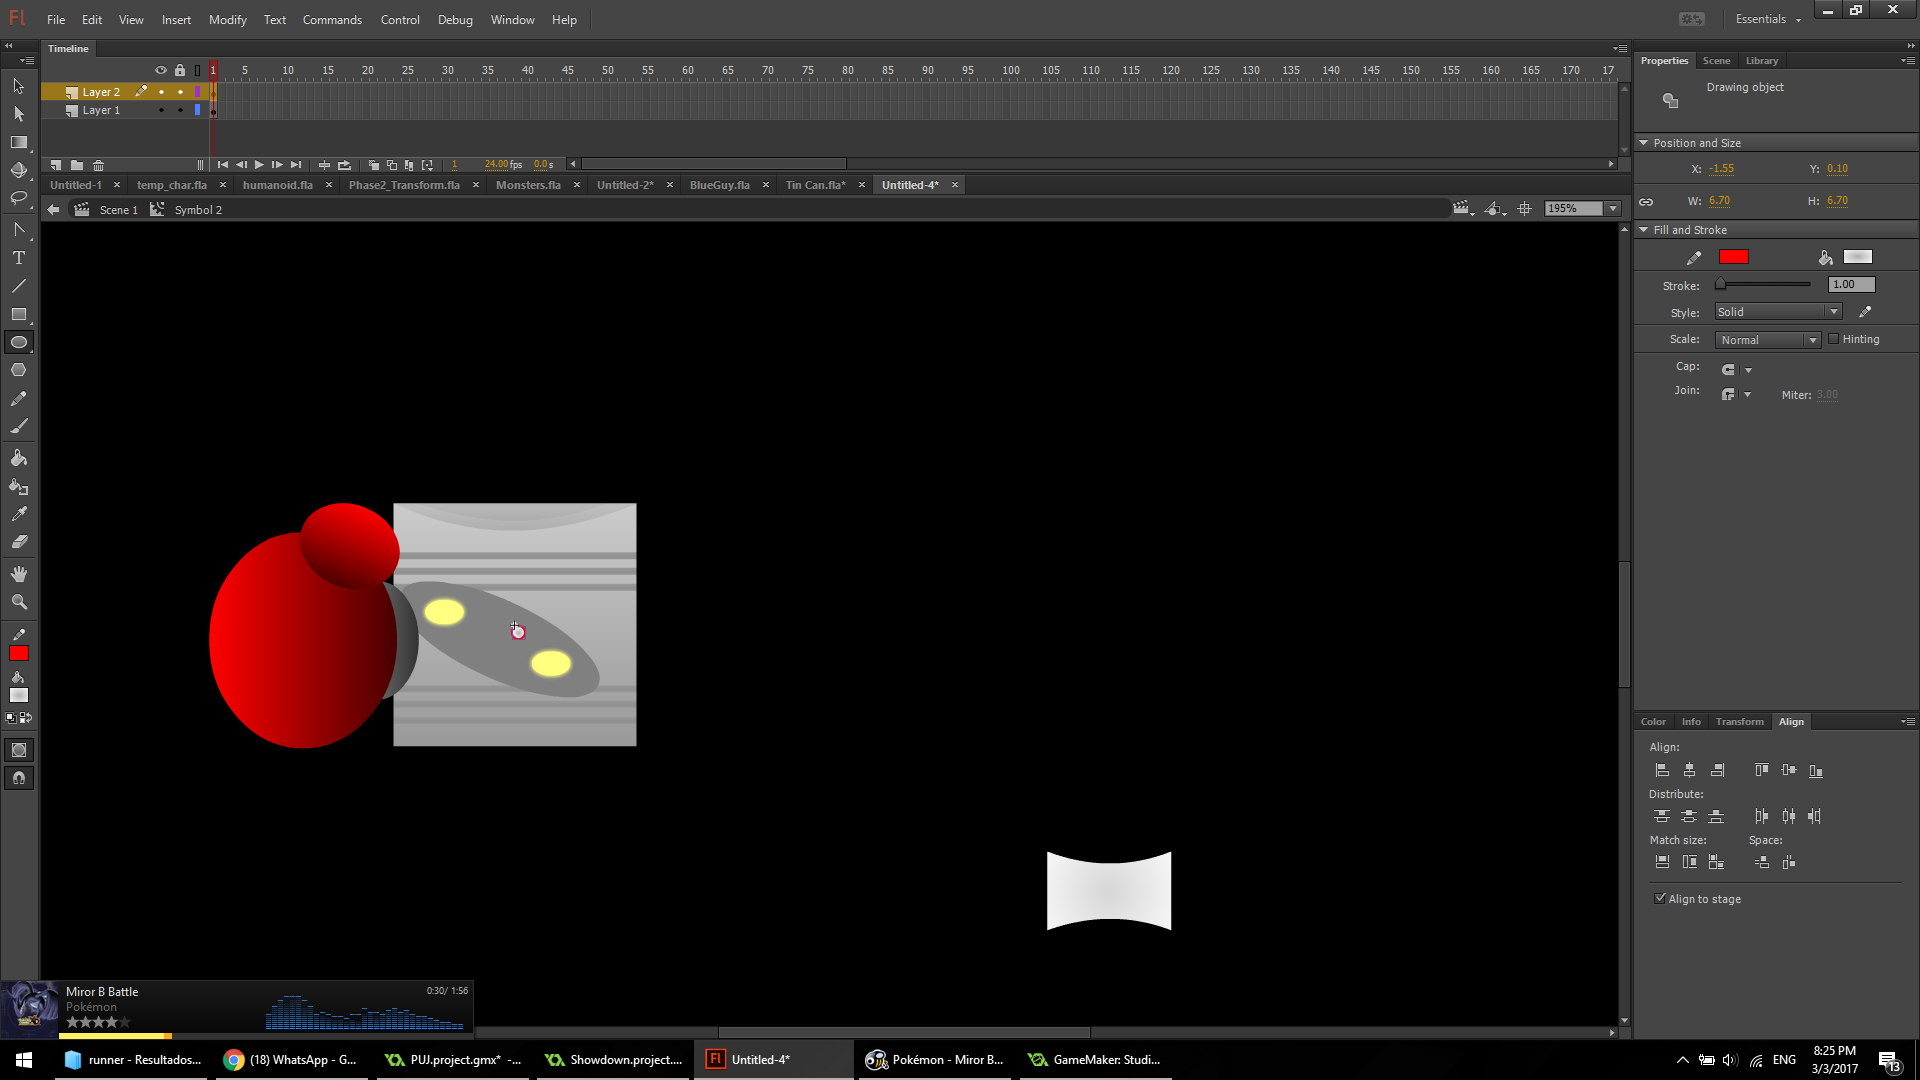 Fl File Edit View Insert Modify Text Commands Control Debug Window Help Essentials
Timeline
1 5 10 15 20 25 30 35 40 45 50 55 60 65 70 75 80 85 90 95 100 105 110 115 120 125 130 135 140 145 150 155 160 165 170 17
Layer 2
Layer 1
1 24.00 fps 0.0 s
Untitled-1 temp_char.fla humanoid.fla Phase2_Transform.fla Monsters.fla Untitled-2* BlueGuy.fla Tin Can.fla* Untitled-4*
Scene 1 Symbol 2 195%
Properties Scene Library
Drawing object
Position and Size
X: -1.55 Y: 0.10
W: 6.70 H: 6.70
Fill and Stroke
Stroke: 1.00
Style: Solid
Scale: Normal Hinting
Cap:
Join: Miter: 3.00
Color Info Transform Align
Align:
Distribute:
Match size: Space:
Align to stage
Miror B Battle 0:30/ 1:56
Pokémon
runner - Resultados... (18) WhatsApp - G... PUJ.project.gmx* -... Showdown.project.... Fl Untitled-4* Pokémon - Miror B... GameMaker: Studi... ENG
8:25 PM
3/3/2017
13